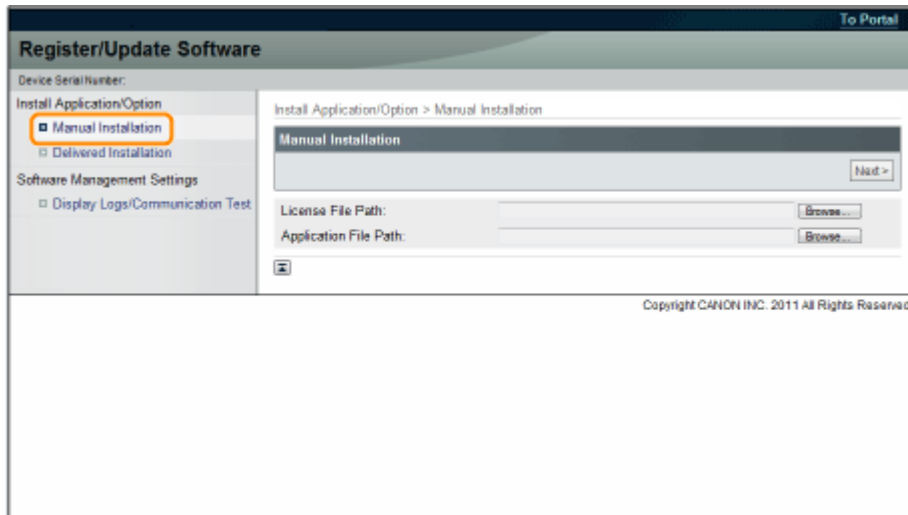 To Portal
Register/Update Software
Device Serial Number:
Install Application/Option
Manual Installation
Delivered Installation
Software Management Settings
Display Logs/Communication Test
Install Application/Option > Manual Installation
Manual Installation
Next >
License File Path:
Browse...
Application File Path:
Browse...
Copyright CANON INC. 2011 All Rights Reserved